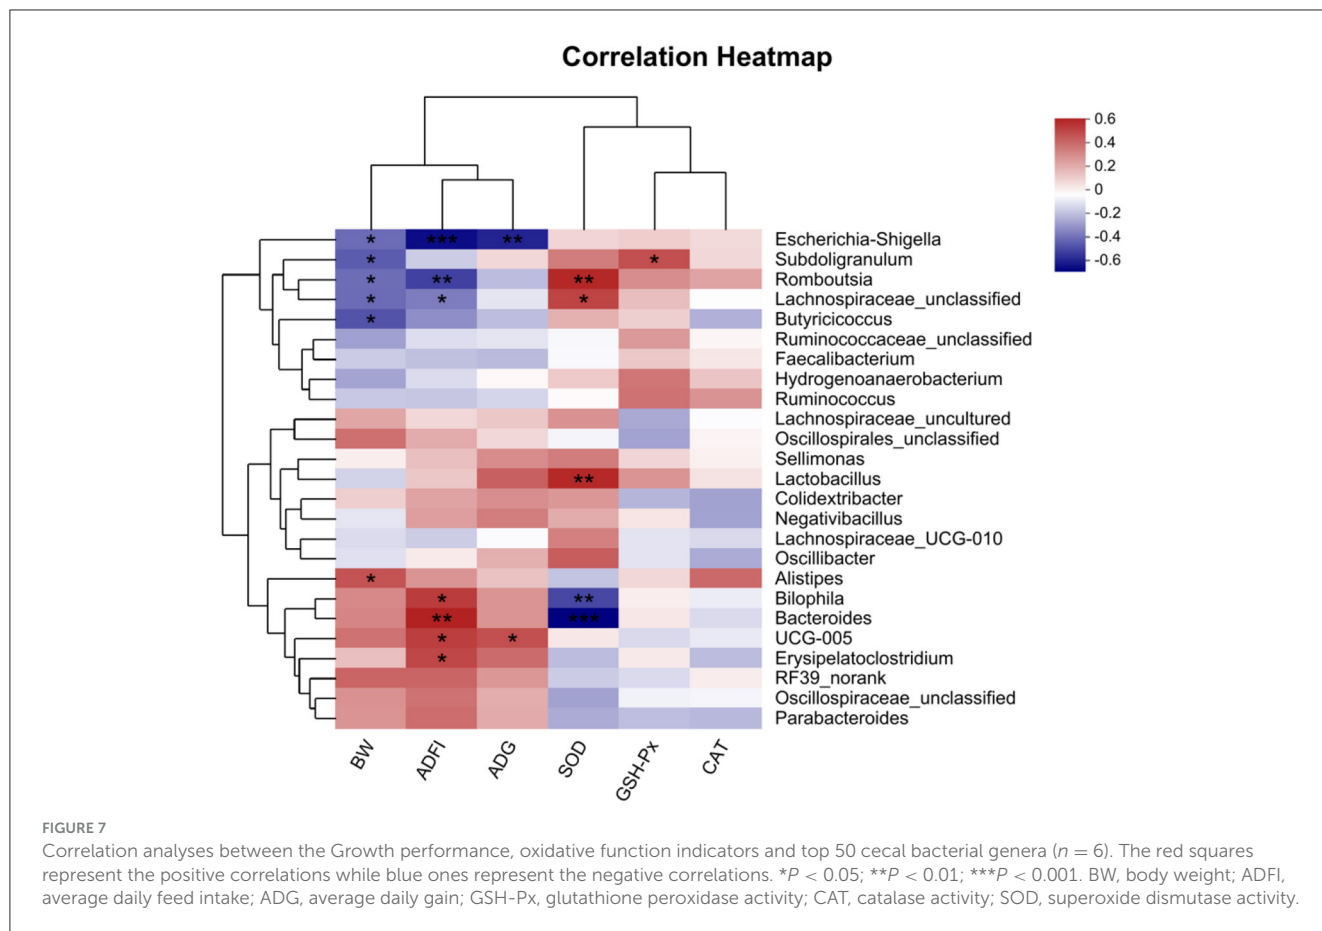 Correlation Heatmap
0.6
0.4
0.2
0
-0.2
-0.4
-0.6
* *** ** Escherichia-Shigella
* * Subdoligranulum
* ** ** Romboutsia
* * * Lachnospiraceae_unclassified
* Butyricicoccus
Ruminococcaceae_unclassified
Faecalibacterium
Hydrogenoanaerobacterium
Ruminococcus
Lachnospiraceae_uncultured
Oscillospirales_unclassified
Sellimonas
** Lactobacillus
Colidextribacter
Negativibacillus
Lachnospiraceae_UCG-010
Oscillibacter
* Alistipes
* ** Bilophila
** *** Bacteroides
* * UCG-005
* Erysipelatoclostridium
RF39_norank
Oscillospiraceae_unclassified
Parabacteroides
BW ADFI ADG SOD GSH-Px CAT
FIGURE 7
Correlation analyses between the Growth performance, oxidative function indicators and top 50 cecal bacterial genera (n = 6). The red squares
represent the positive correlations while blue ones represent the negative correlations. *P < 0.05; **P < 0.01; ***P < 0.001. BW, body weight; ADFI,
average daily feed intake; ADG, average daily gain; GSH-Px, glutathione peroxidase activity; CAT, catalase activity; SOD, superoxide dismutase activity.